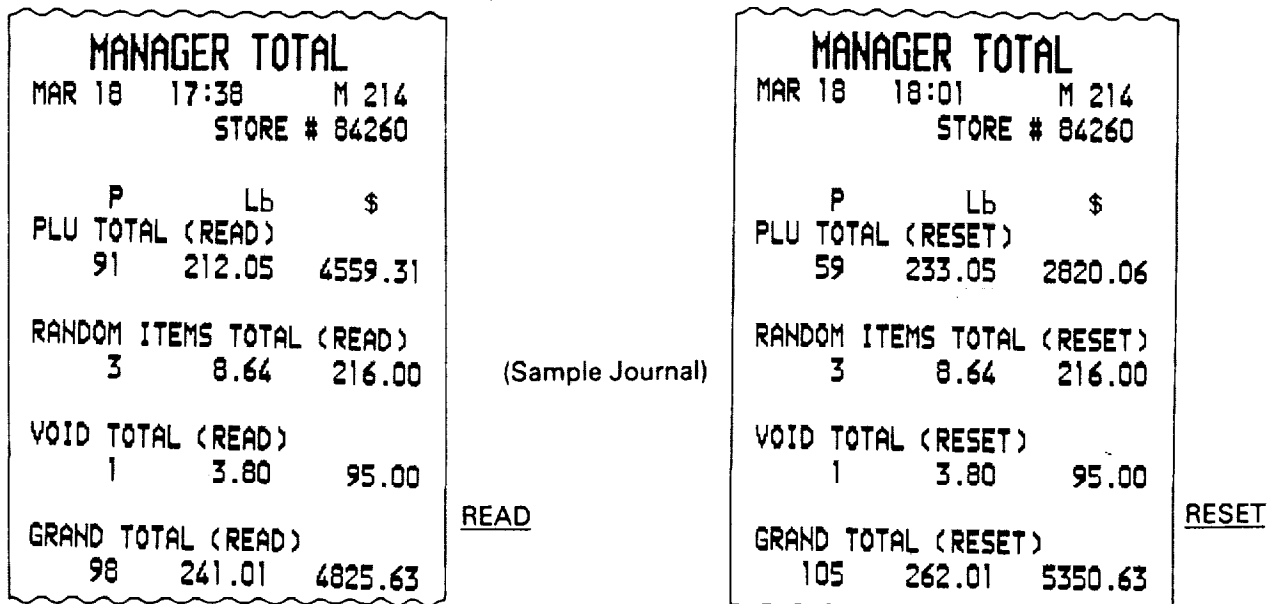 MANAGER TOTAL
MAR 18 17:38 M 214
STORE # 84260
P Lb $
PLU TOTAL (READ)
91 212.05 4559.31
RANDOM ITEMS TOTAL (READ)
3 8.64 216.00
VOID TOTAL (READ)
1 3.80 95.00
GRAND TOTAL (READ)
98 241.01 4825.63
(Sample Journal)
READ
MANAGER TOTAL
MAR 18 18:01 M 214
STORE # 84260
P Lb $
PLU TOTAL (RESET)
59 233.05 2820.06
RANDOM ITEMS TOTAL (RESET)
3 8.64 216.00
VOID TOTAL (RESET)
1 3.80 95.00
GRAND TOTAL (RESET)
105 262.01 5350.63
RESET